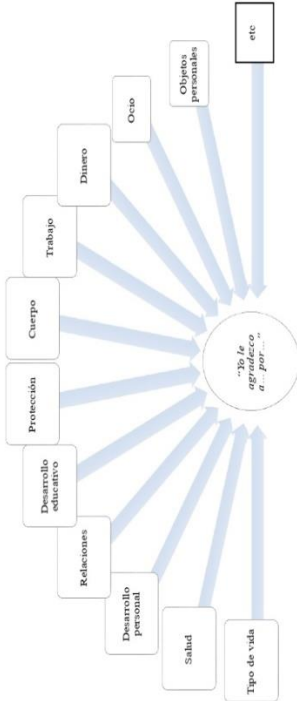 Tipo de vida
Salud
Desarrollo
personal
Relaciones
Desarrollo
educativo
Protección
Cuerpo
Trabajo
Dinero
Ocio
Objetos
personales
etc
“Yo le
agradezco
a... por...”